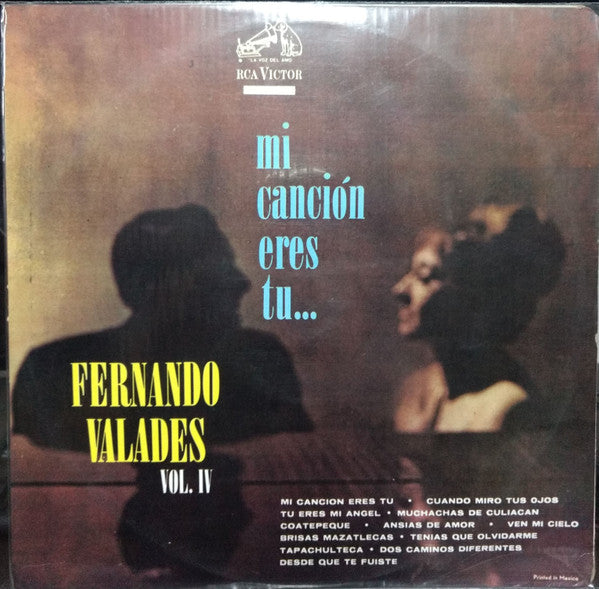 "LA VOZ DEL AMO"
RCA VICTOR
mi
canción
eres
tu...
FERNANDO
VALADES
VOL. IV
MI CANCION ERES TU • CUANDO MIRO TUS OJOS
TU ERES MI ANGEL • MUCHACHAS DE CULIACAN
COATEPEQUE • ANSIAS DE AMOR • VEN MI CIELO
BRISAS MAZATLECAS • TENIAS QUE OLVIDARME
TAPACHULTECA • DOS CAMINOS DIFERENTES
DESDE QUE TE FUISTE
Printed in Mexico